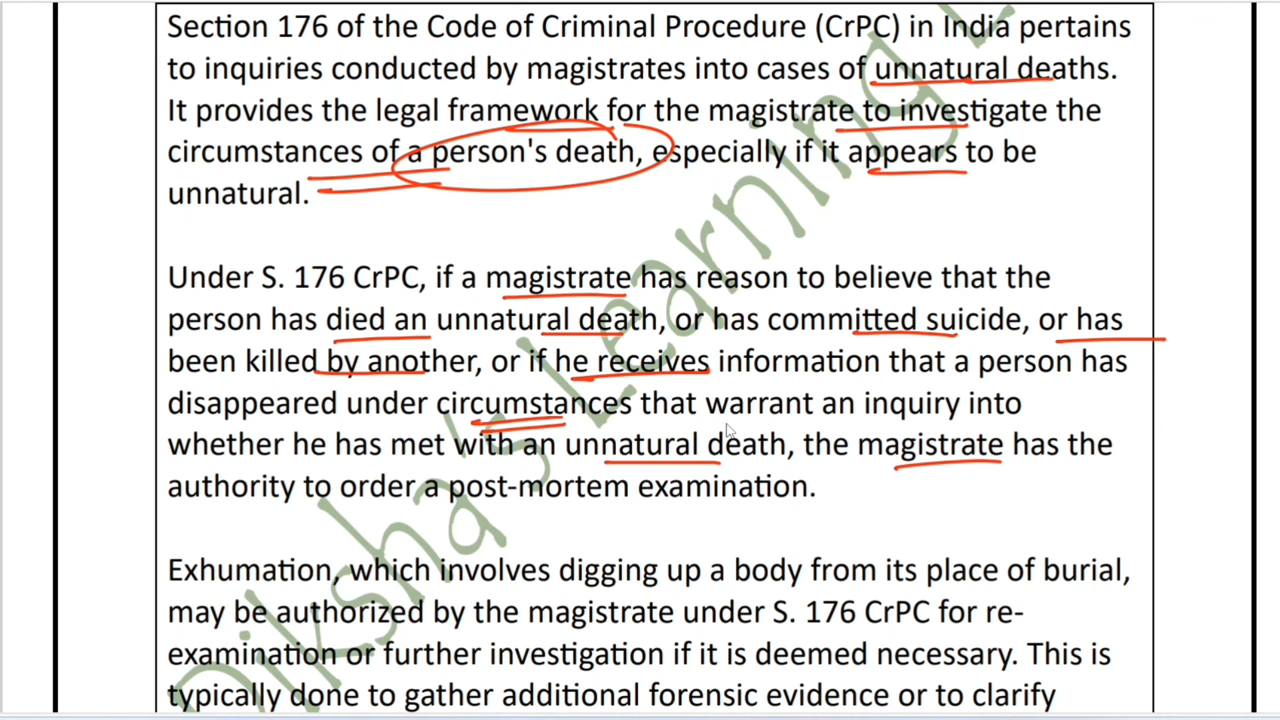 Section 176 of the Code of Criminal Procedure (CrPC) in India pertains
to inquiries conducted by magistrates into cases of unnatural deaths.
It provides the legal framework for the magistrate to investigate the
circumstances of a person's death, especially if it appears to be
unnatural.
Under S. 176 CrPC, if a magistrate has reason to believe that the
person has died an unnatural death, or has committed suicide, or has
been killed by another, or if he receives information that a person has
disappeared under circumstances that warrant an inquiry into
whether he has met with an unnatural death, the magistrate has the
authority to order a post-mortem examination.
Exhumation, which involves digging up a body from its place of burial,
may be authorized by the magistrate under S. 176 CrPC for re-
examination or further investigation if it is deemed necessary. This is
typically done to gather additional forensic evidence or to clarify
Diksha's Learning L